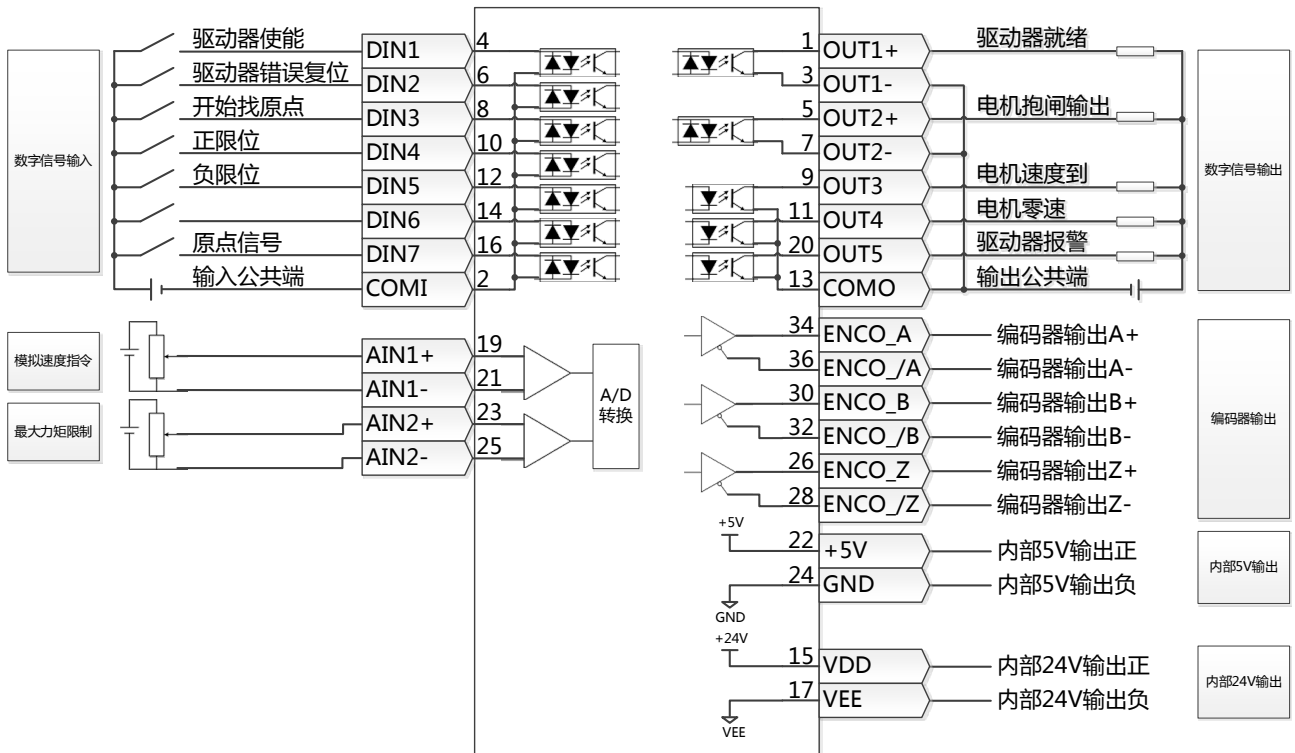 数字信号输入
驱动器使能 DIN1 4
驱动器错误复位 DIN2 6
开始找原点 DIN3 8
正限位 DIN4 10
负限位 DIN5 12
DIN6 14
原点信号 DIN7 16
输入公共端 COMI 2
模拟速度指令
AIN1+ 19
AIN1- 21
最大力矩限制
AIN2+ 23
AIN2- 25
A/D
转换
1 OUT1+ 驱动器就绪
3 OUT1-
5 OUT2+ 电机抱闸输出
7 OUT2-
9 OUT3 电机速度到
11 OUT4 电机零速
20 OUT5 驱动器报警
13 COMO 输出公共端
数字信号输出
34 ENCO_A 编码器输出A+
36 ENCO_/A 编码器输出A-
30 ENCO_B 编码器输出B+
32 ENCO_/B 编码器输出B-
26 ENCO_Z 编码器输出Z+
28 ENCO_/Z 编码器输出Z-
编码器输出
+5V
22 +5V 内部5V输出正
24 GND 内部5V输出负
GND
内部5V输出
+24V
15 VDD 内部24V输出正
17 VEE 内部24V输出负
VEE
内部24V输出